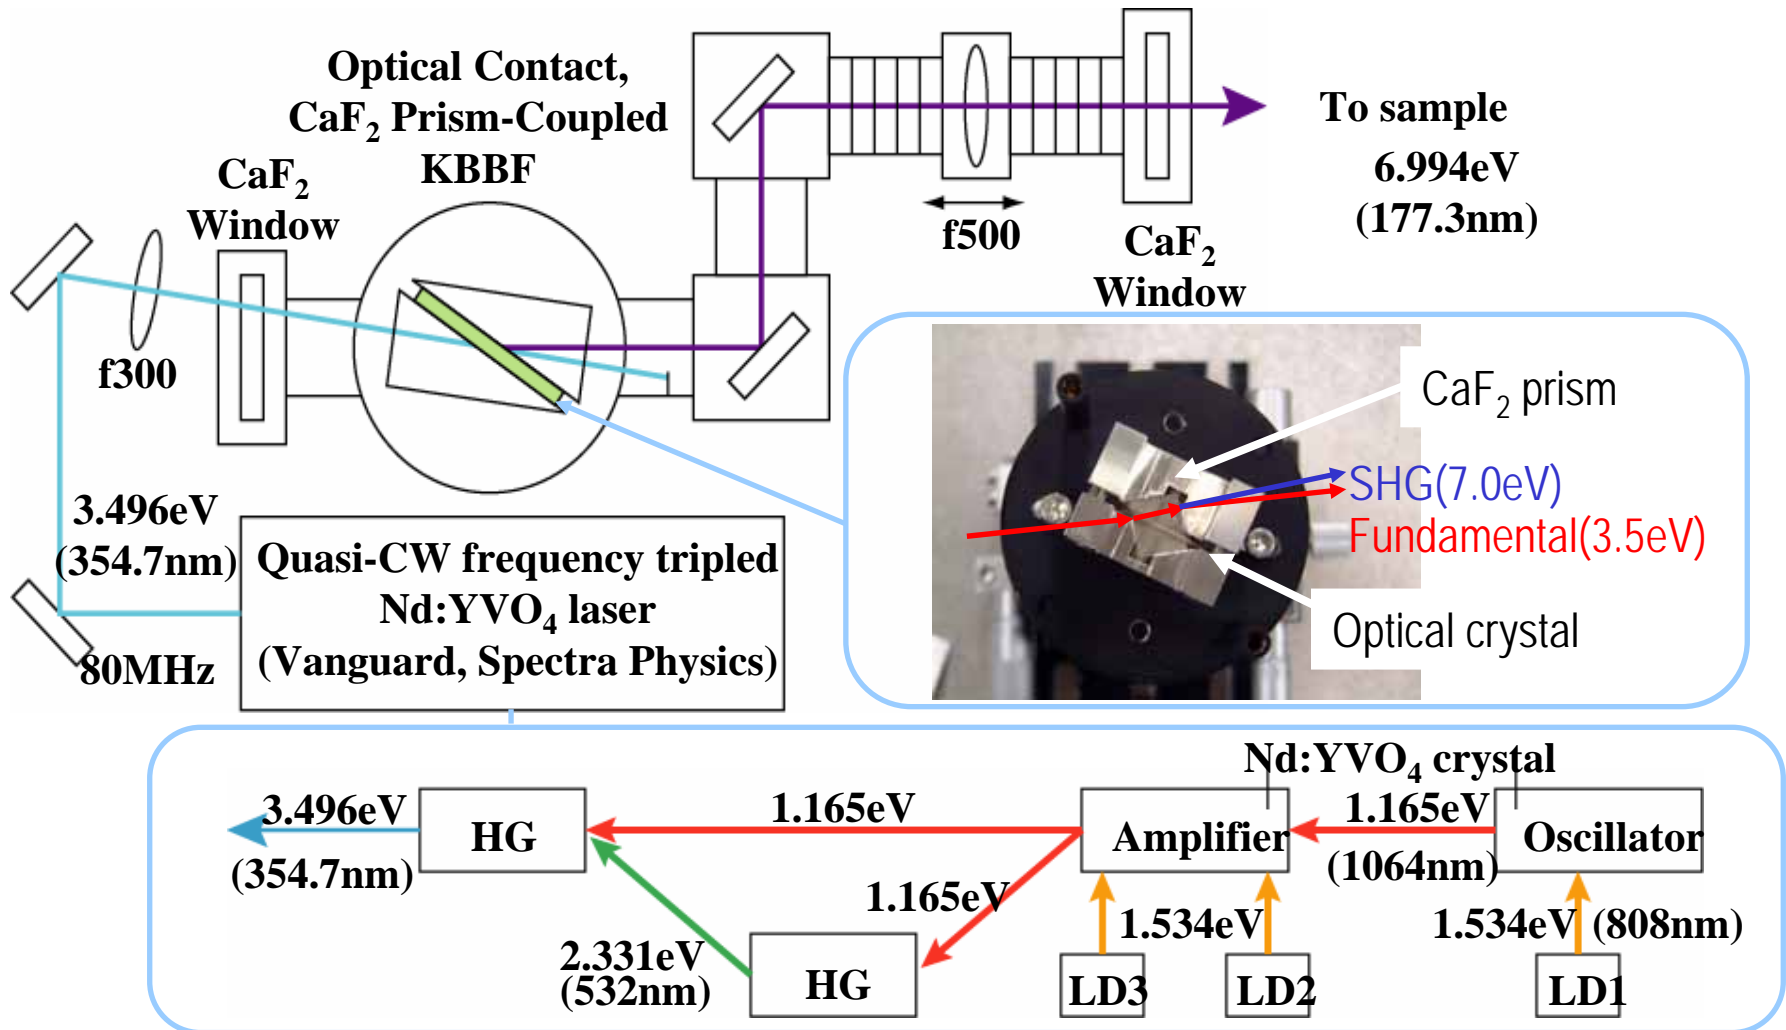 Optical Contact,
CaF2 Prism-Coupled
KBBF
CaF2
Window
f300
To sample
6.994eV
(177.3nm)
f500
CaF2
Window
3.496eV
(354.7nm)
80MHz
Quasi-CW frequency tripled
Nd:YVO4 laser
(Vanguard, Spectra Physics)
CaF2 prism
SHG(7.0eV)
Fundamental(3.5eV)
Optical crystal
Nd:YVO4 crystal
3.496eV
(354.7nm)
HG
1.165eV
Amplifier
1.165eV
(1064nm)
Oscillator
1.165eV
2.331eV
(532nm)
HG
1.534eV
1.534eV (808nm)
LD3
LD2
LD1